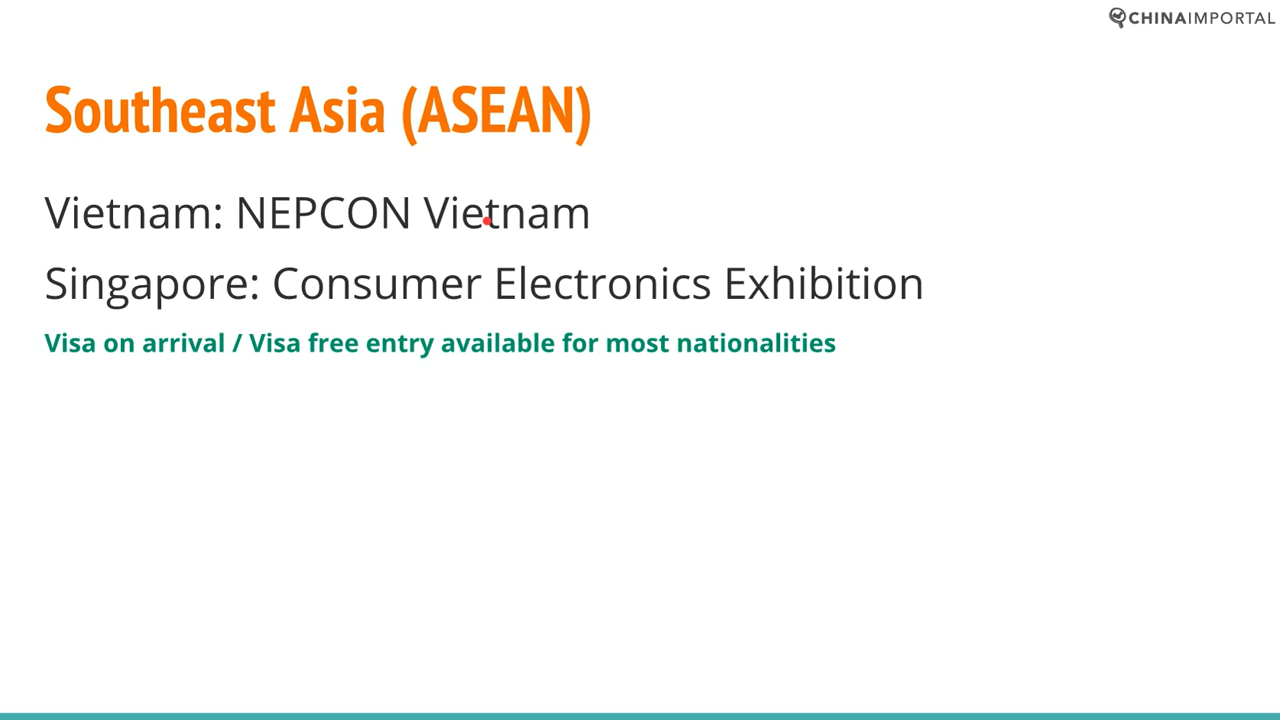 CHINAIMPORTAL
Southeast Asia (ASEAN)
Vietnam: NEPCON Vietnam
Singapore: Consumer Electronics Exhibition
Visa on arrival / Visa free entry available for most nationalities